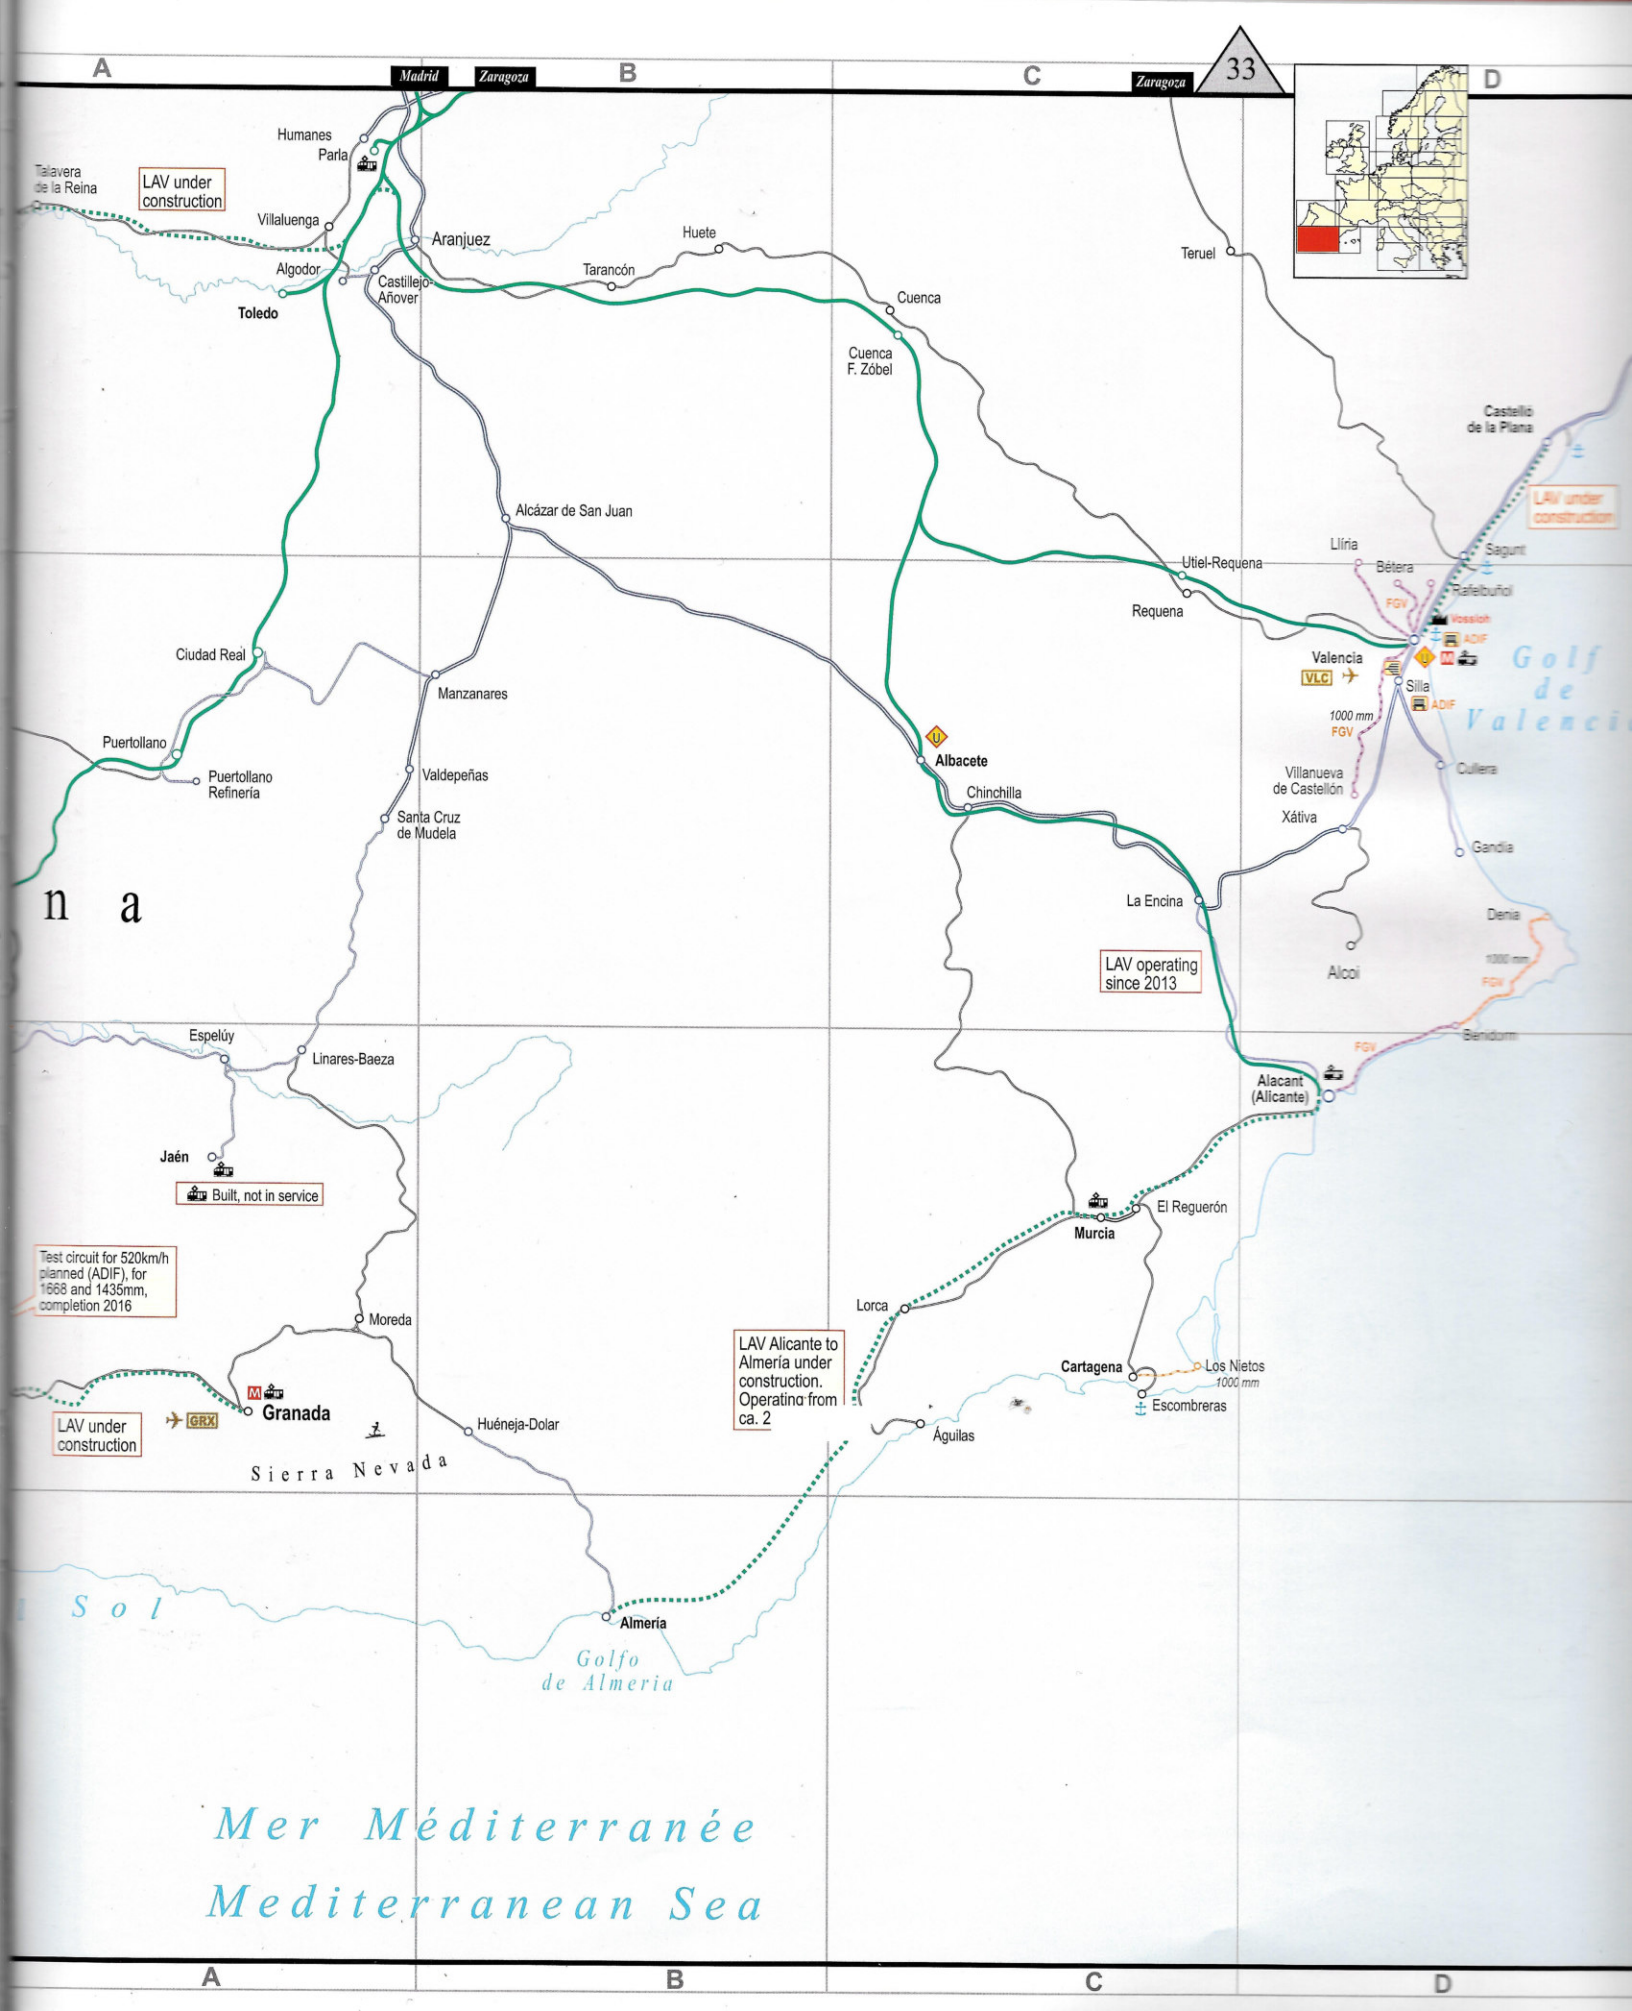 A
B
C
D
Madrid
Zaragoza
Zaragoza
33
Humanes
Parla
Talavera
de la Reina
LAV under
construction
Villaluenga
Aranjuez
Huete
Teruel
Algodor
Castillejo-
Añover
Tarancón
Toledo
Cuenca
Cuenca
F. Zóbel
Castelló
de la Plana
LAV under
construction
Alcázar de San Juan
Llíria
Sagunt
Bétera
Utiel-Requena
Rafelbuñol
FGV
Requena
Vossloh
ADIF
Ciudad Real
Valencia
U
M
Golf
de
Valenci
VLC
Silla
ADIF
Manzanares
1000 mm
FGV
Puertollano
U
Albacete
Puertollano
Refinería
Valdepeñas
Villanueva
de Castellón
Cullera
Chinchilla
Santa Cruz
de Mudela
Xátiva
Gandia
n a
La Encina
Denia
LAV operating
since 2013
Alcoi
1000 mm
FGV
Espelúy
Linares-Baeza
Benidorm
FGV
Alacant
(Alicante)
Jaén
Built, not in service
El Reguerón
Murcia
Test circuit for 520km/h
planned (ADIF), for
1668 and 1435mm,
completion 2016
Lorca
Moreda
LAV Alicante to
Almería under
construction.
Operating from
ca. 2
Cartagena
Los Nietos
1000 mm
M
Granada
GRX
LAV under
construction
Escombreras
Huéneja-Dolar
Águilas
Sierra Nevada
Sol
Almería
Golfo
de Almeria
Mer Méditerranée
Mediterranean Sea
A
B
C
D